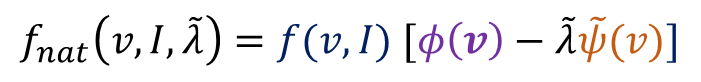 f_nat(v, I, λ̃) = f(v, I) [ϕ(v) − λ̃ψ̃(v)]